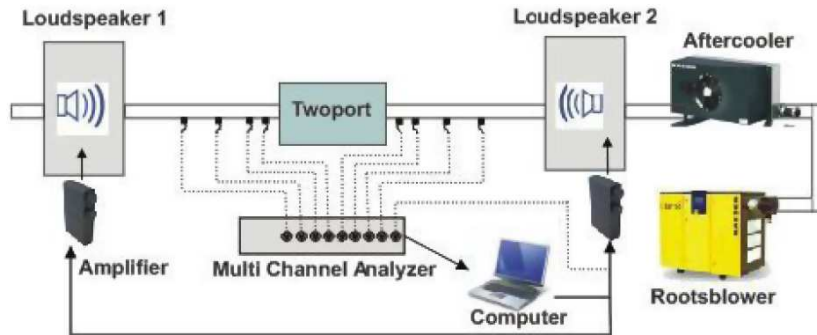 Loudspeaker 1
Loudspeaker 2
Aftercooler
Twoport
Amplifier
Multi Channel Analyzer
Computer
Rootsblower